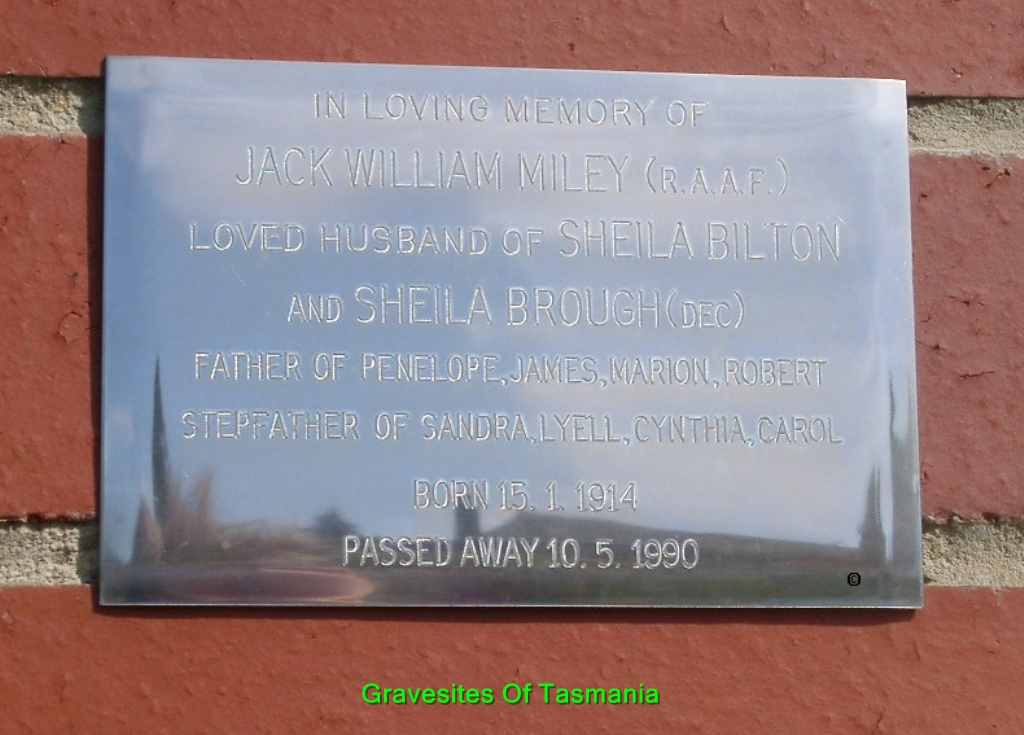 IN LOVING MEMORY OF
JACK WILLIAM MILEY (R.A.A.F.)
LOVED HUSBAND OF SHEILA BILTON
AND SHEILA BROUGH (DEC)
FATHER OF PENELOPE, JAMES, MARION, ROBERT
STEPFATHER OF SANDRA, LYELL, CYNTHIA, CAROL
BORN 15. 1. 1914
PASSED AWAY 10. 5. 1990
©
Gravesites Of Tasmania